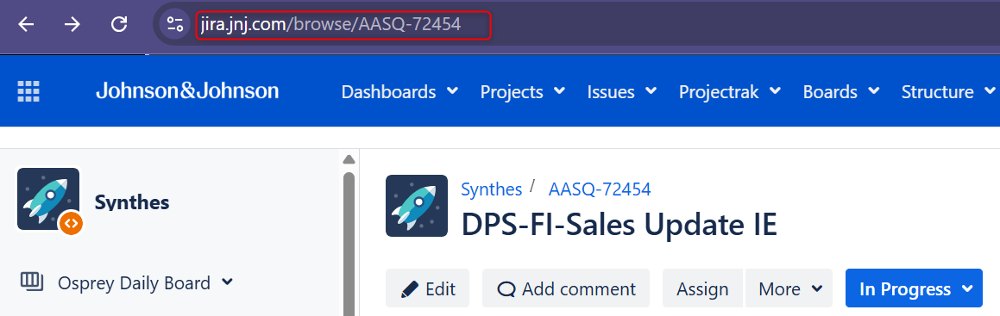 jira.jnj.com/browse/AASQ-72454
Johnson&Johnson Dashboards Projects Issues Projectrak Boards Structure
Synthes
Osprey Daily Board
Synthes / AASQ-72454
DPS-FI-Sales Update IE
Edit Add comment Assign More In Progress